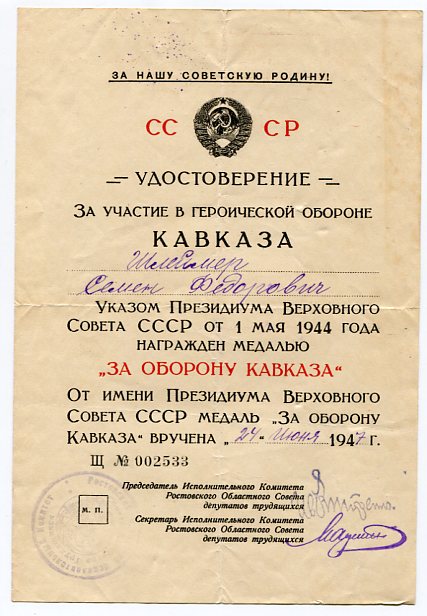 ЗА НАШУ СОВЕТСКУЮ РОДИНУ!
СС СР
УДОСТОВЕРЕНИЕ
ЗА УЧАСТИЕ В ГЕРОИЧЕСКОЙ ОБОРОНЕ
КАВКАЗА
Семен Федорович
УКАЗОМ ПРЕЗИДИУМА ВЕРХОВНОГО
СОВЕТА СССР ОТ 1 МАЯ 1944 ГОДА
НАГРАЖДЕН МЕДАЛЬЮ
„ЗА ОБОРОНУ КАВКАЗА“
ОТ ИМЕНИ ПРЕЗИДИУМА ВЕРХОВНОГО
СОВЕТА СССР МЕДАЛЬ „ЗА ОБОРОНУ
КАВКАЗА“ ВРУЧЕНА „24“ июня 1947 г.
Щ № 002533
Председатель Исполнительного Комитета
Ростовского Областного Совета
депутатов трудящихся
М. П.
Секретарь Исполнительного Комитета
Ростовского Областного Совета
депутатов трудящихся